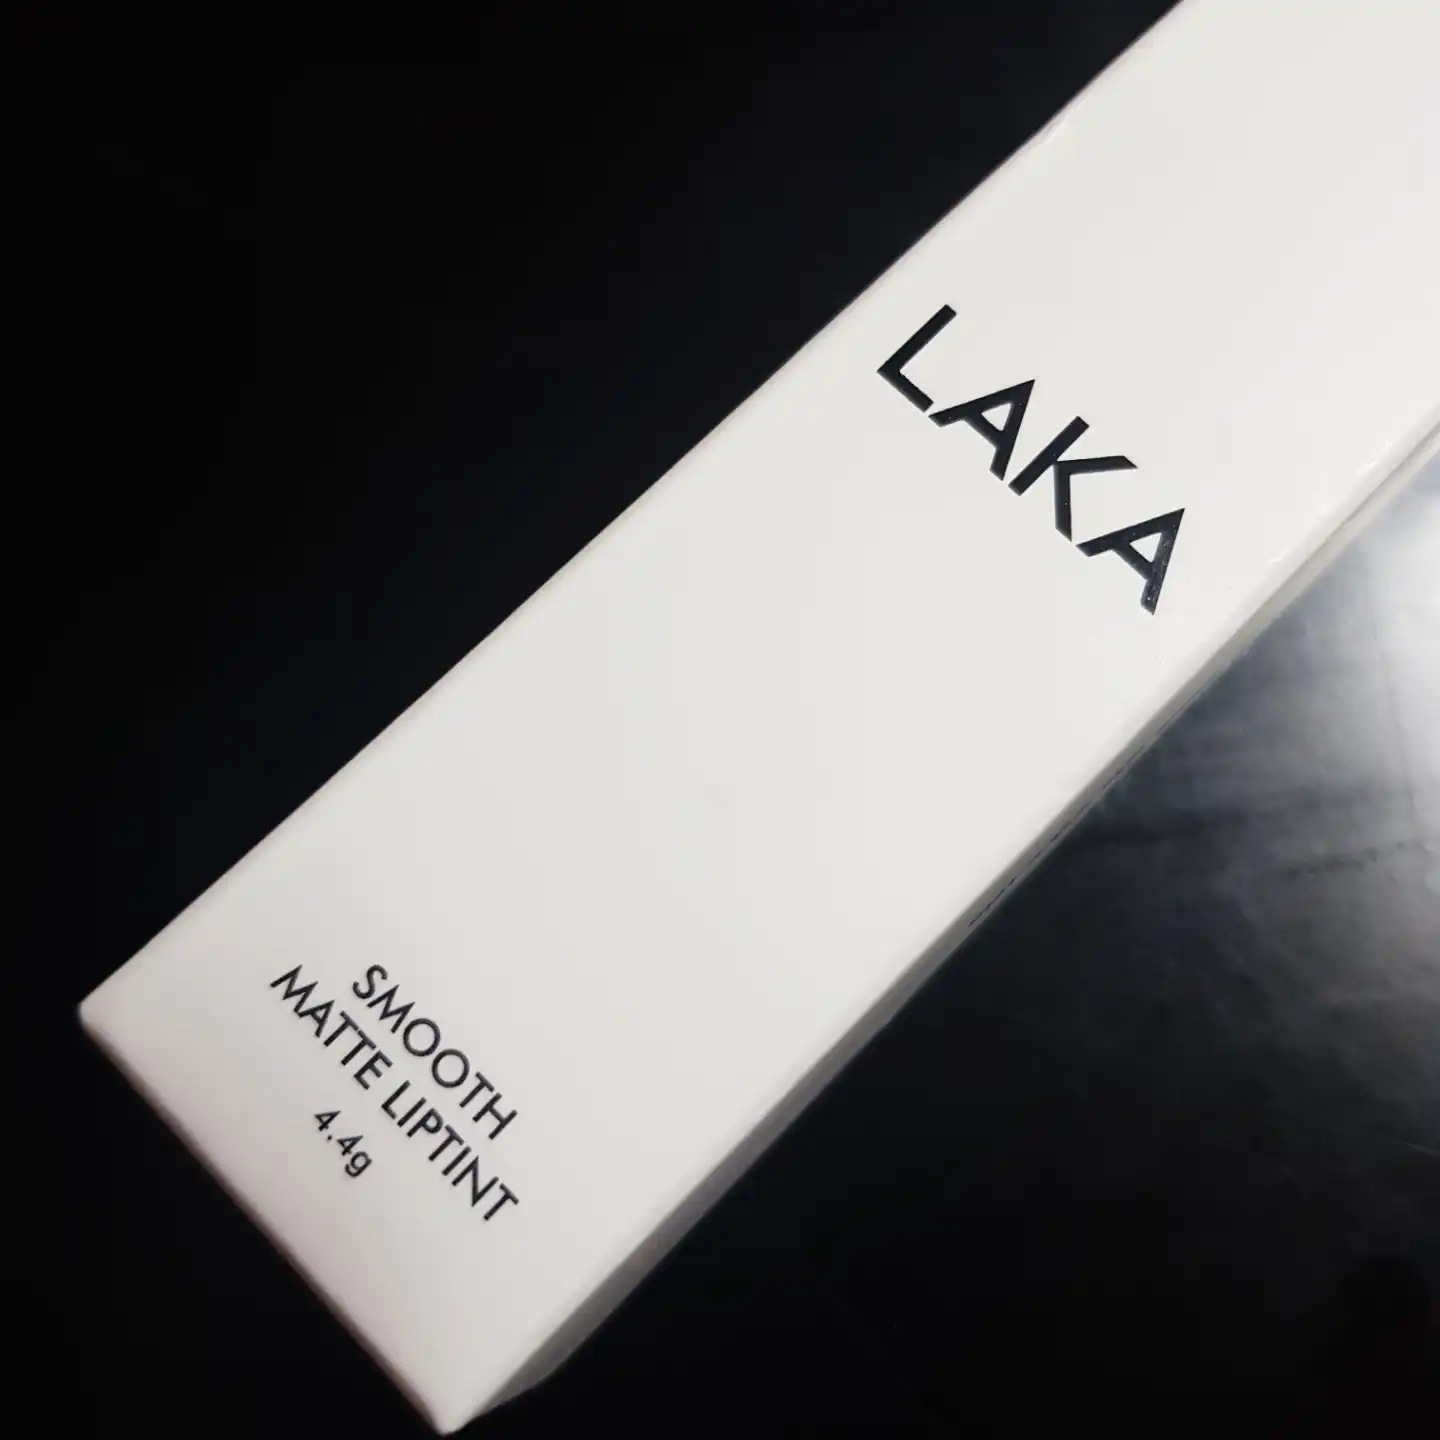 LAKA
SMOOTH
MATTE LIPTINT
4.4g